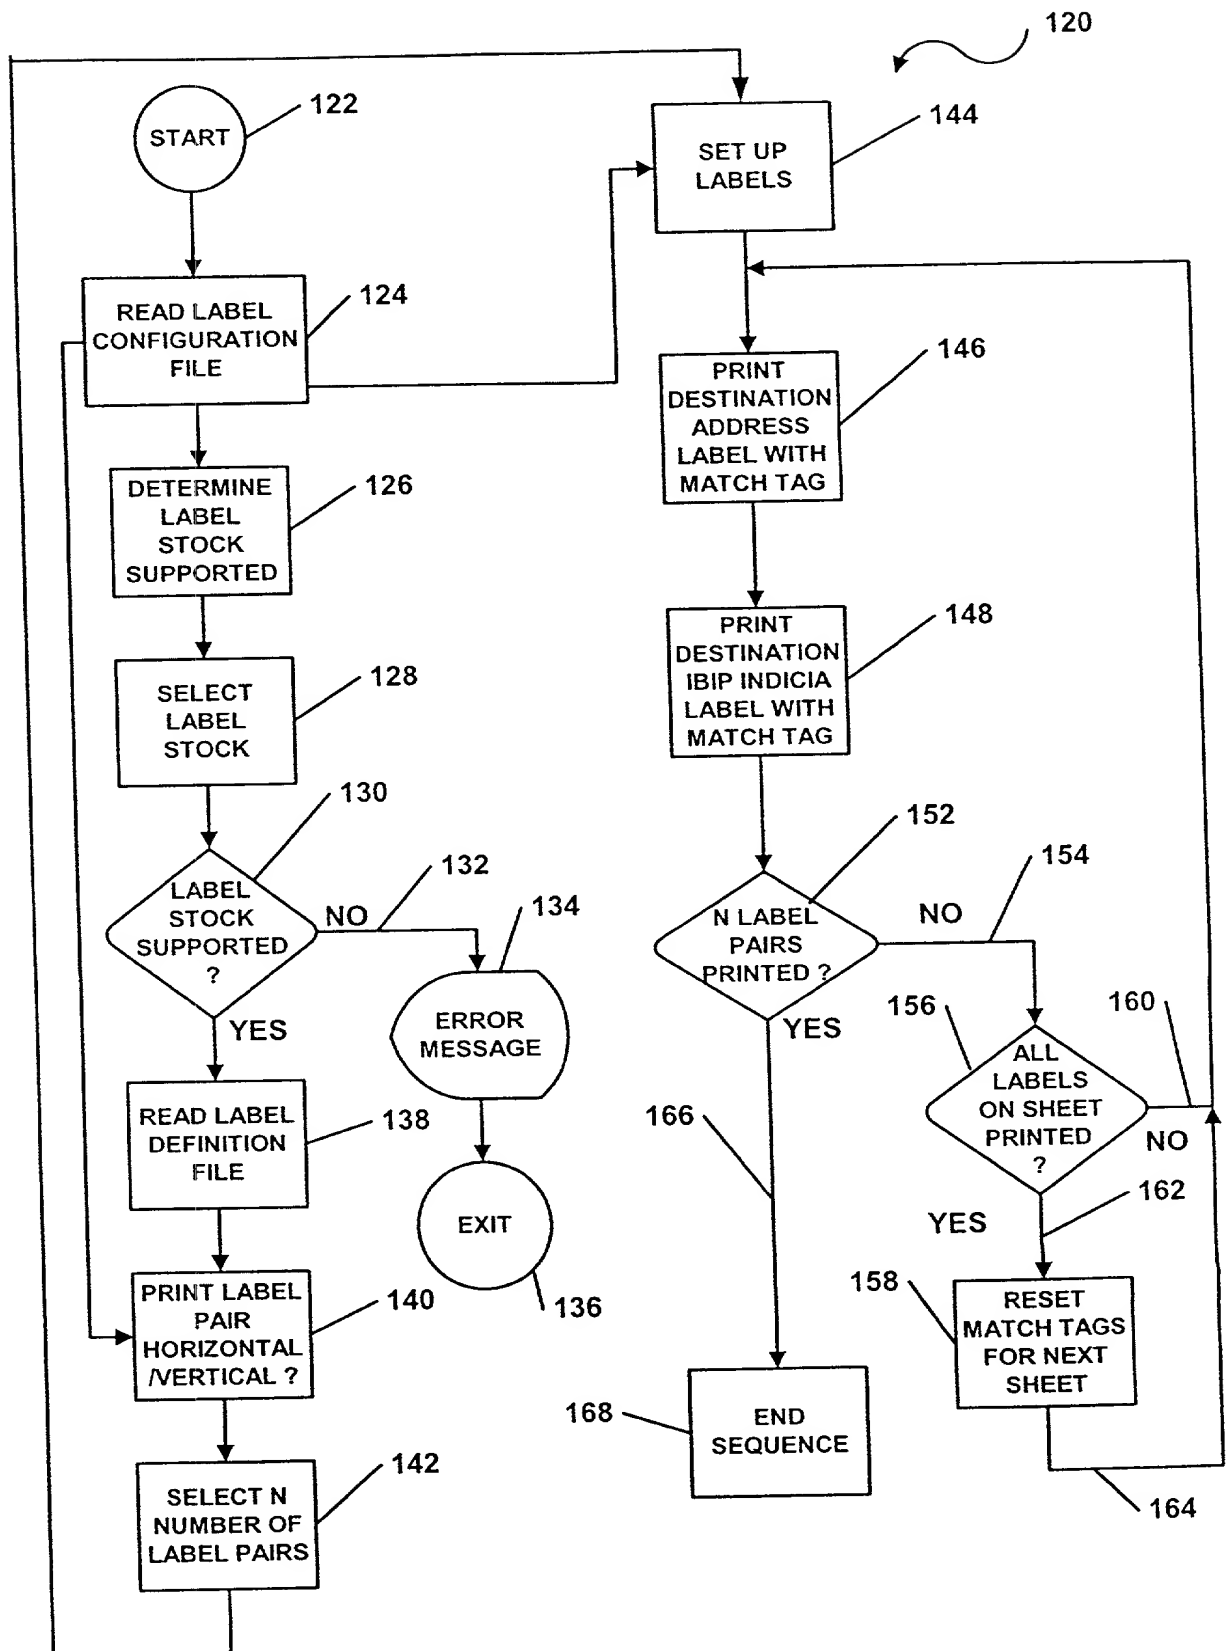 120
START
122
READ LABEL
CONFIGURATION
FILE
124
DETERMINE
LABEL
STOCK
SUPPORTED
126
SELECT
LABEL
STOCK
128
LABEL
STOCK
SUPPORTED
?
130
NO
132
ERROR
MESSAGE
134
EXIT
136
YES
READ LABEL
DEFINITION
FILE
138
PRINT LABEL
PAIR
HORIZONTAL
/VERTICAL ?
140
SELECT N
NUMBER OF
LABEL PAIRS
142
SET UP
LABELS
144
PRINT
DESTINATION
ADDRESS
LABEL WITH
MATCH TAG
146
PRINT
DESTINATION
IBIP INDICIA
LABEL WITH
MATCH TAG
148
N LABEL
PAIRS
PRINTED ?
152
NO
154
YES
166
ALL
LABELS
ON SHEET
PRINTED
?
156
160
NO
YES
162
RESET
MATCH TAGS
FOR NEXT
SHEET
158
164
END
SEQUENCE
168